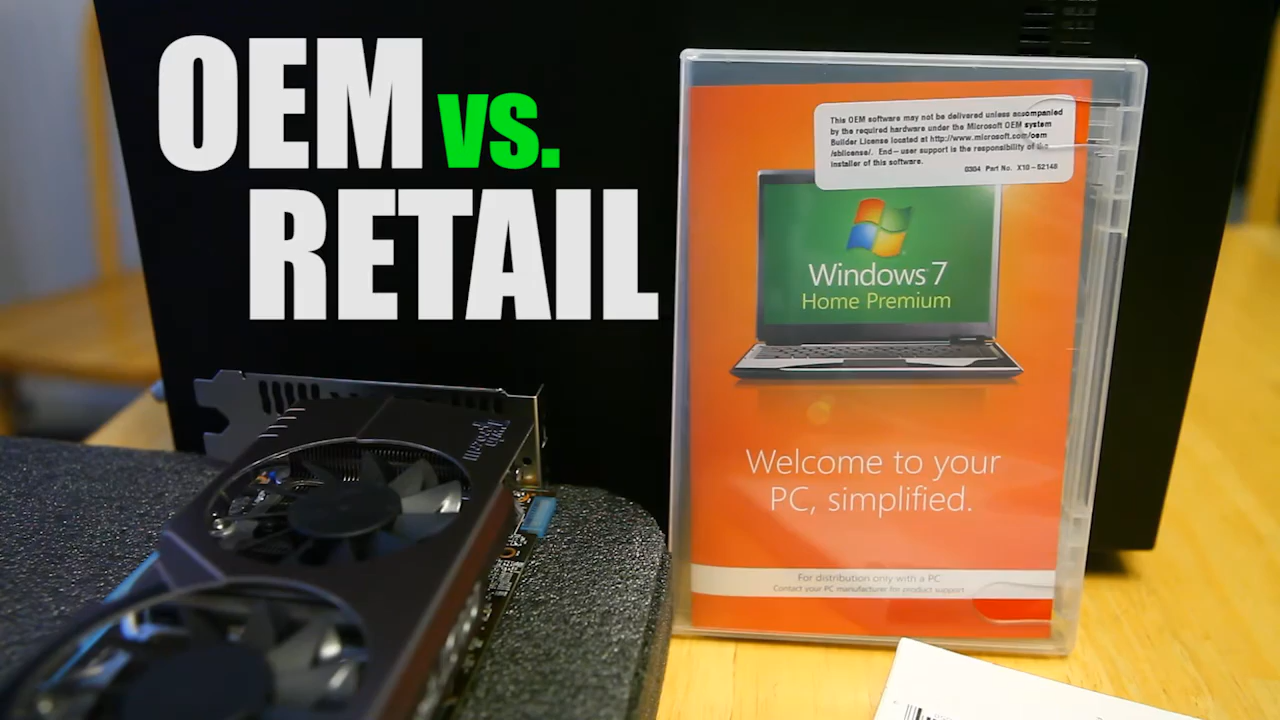 OEM vs.
RETAIL
This OEM software may not be delivered unless accompanied
by the required hardware under the Microsoft OEM system
Builder License located at http://www.microsoft.com/oem
/sblicense/. End-user support is the responsibility of the
installer of this software.
0304 Part No. X10-52148
Windows 7
Home Premium
Welcome to your
PC, simplified.
For distribution only with a PC
Contact your PC manufacturer for product support
Twin Frozr III